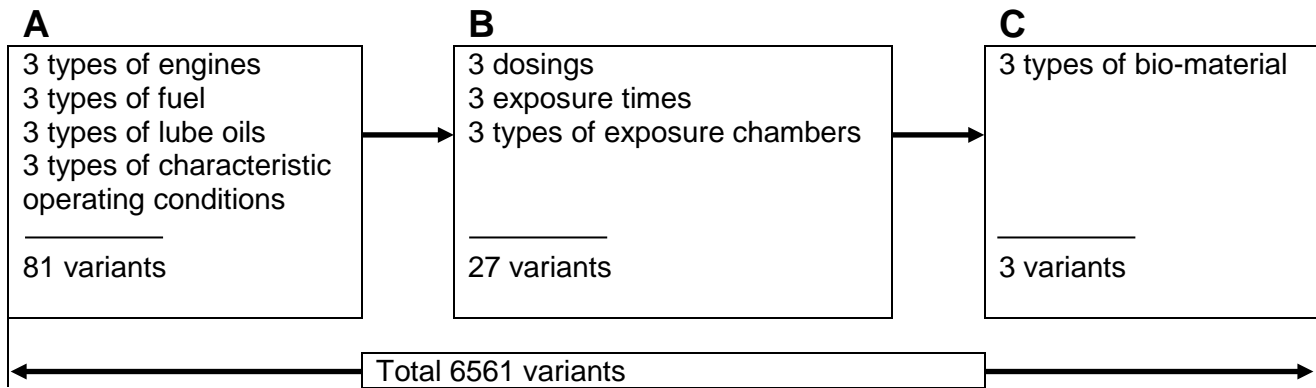 A
3 types of engines
3 types of fuel
3 types of lube oils
3 types of characteristic
operating conditions
81 variants
B
3 dosings
3 exposure times
3 types of exposure chambers
27 variants
C
3 types of bio-material
3 variants
Total 6561 variants